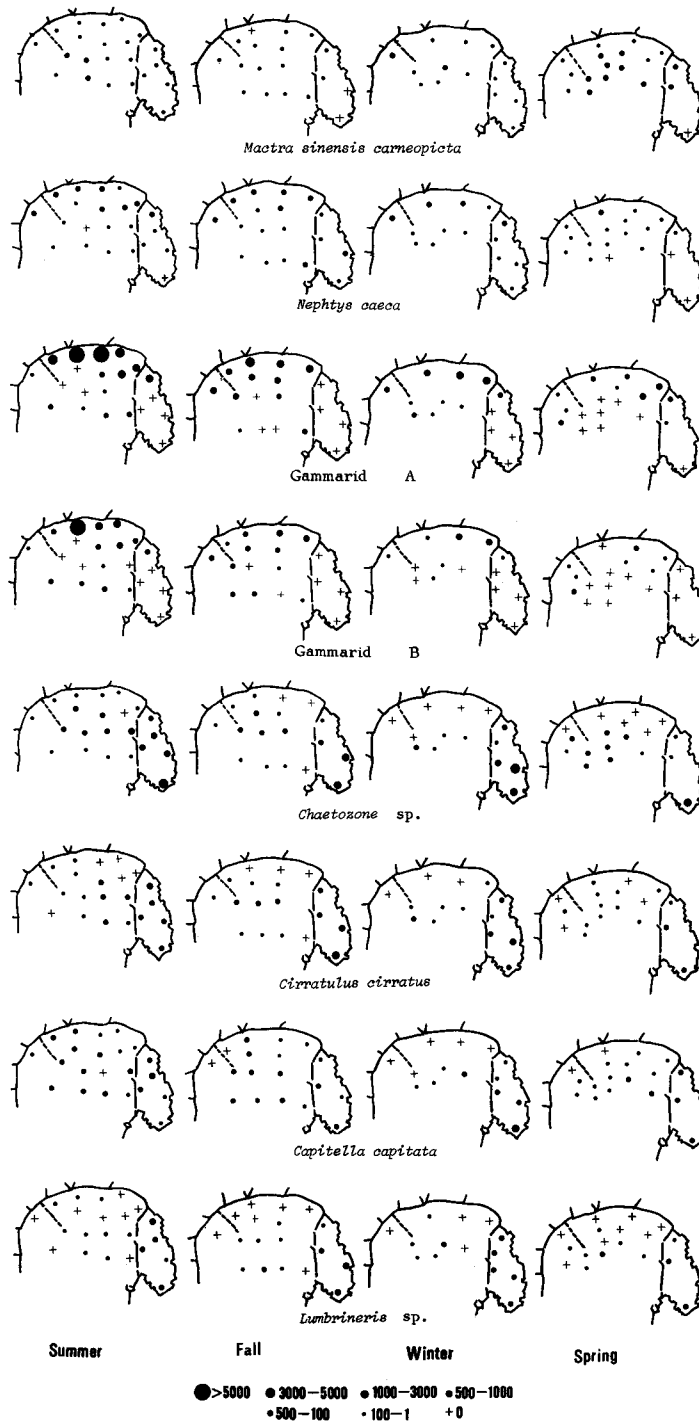 Mactra sinensis carneopicta
Nephtys caeca
Gammarid A
Gammarid B
Chaetozone sp.
Cirratulus cirratus
Capitella capitata
Lumbrineris sp.
Summer Fall Winter Spring
>5000 3000–5000 1000–3000 500–1000
500–100 100–1 +0